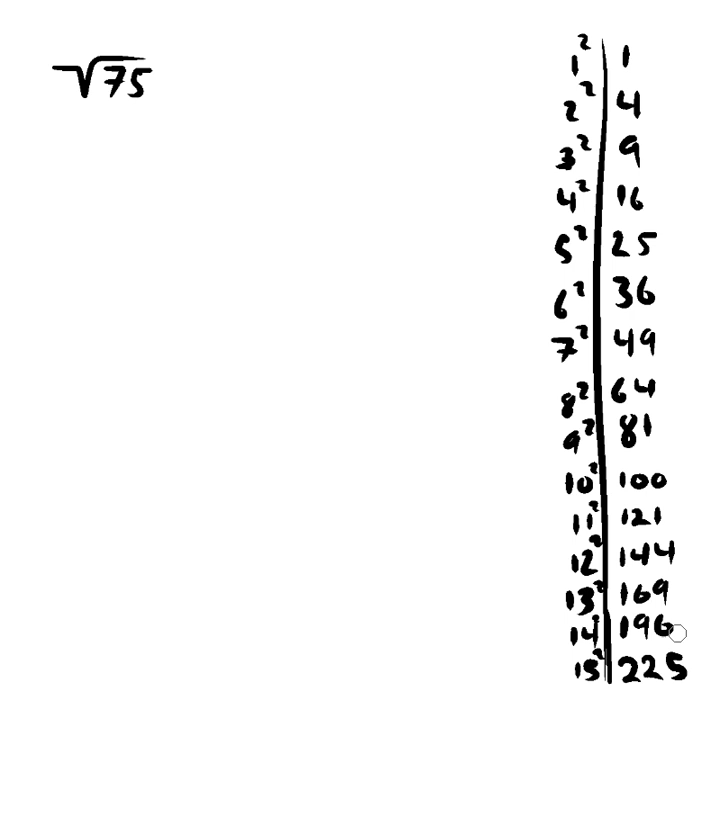 √75
1² | 1
2² | 4
3² | 9
4² | 16
5² | 25
6² | 36
7² | 49
8² | 64
9² | 81
10² | 100
11² | 121
12² | 144
13² | 169
14² | 196
15² | 225